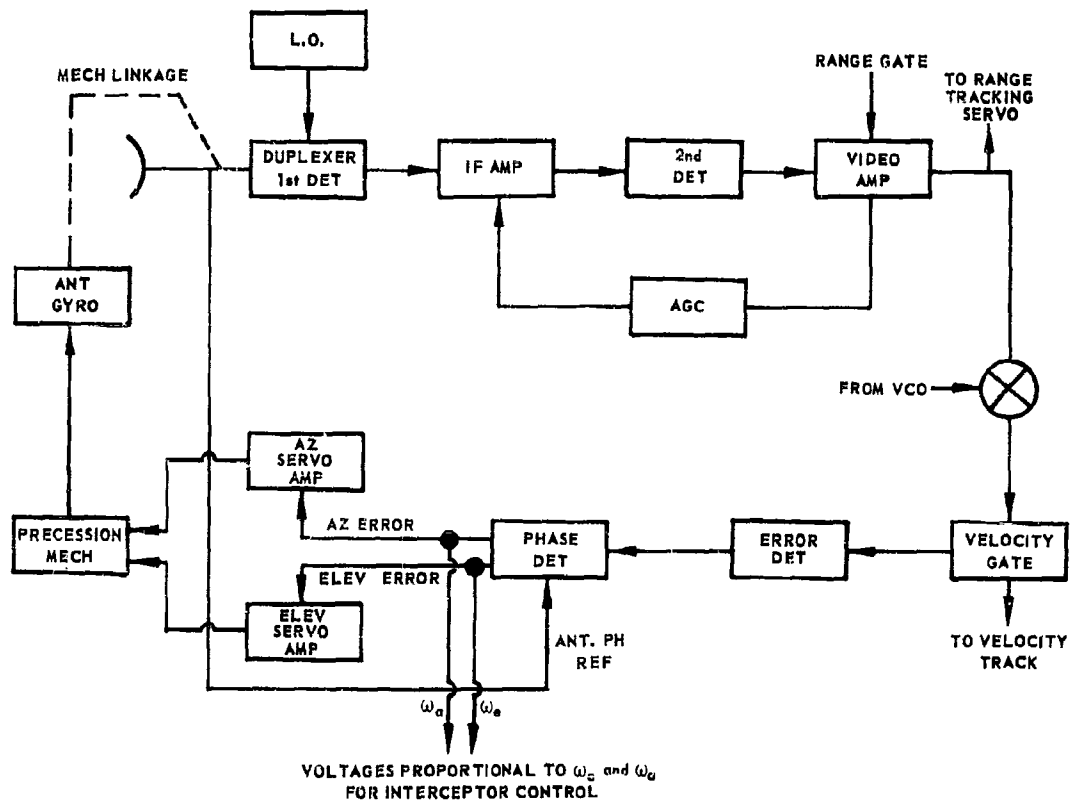 L.O.
MECH LINKAGE
RANGE GATE
TO RANGE
TRACKING
SERVO
DUPLEXER
1st DET
IF AMP
2nd
DET
VIDEO
AMP
ANT
GYRO
AGC
FROM VCO
AZ
SERVO
AMP
PRECESSION
MECH
AZ ERROR
ELEV ERROR
PHASE
DET
ERROR
DET
VELOCITY
GATE
ELEV
SERVO
AMP
ANT. PH
REF
TO VELOCITY
TRACK
ωa
ωe
VOLTAGES PROPORTIONAL TO ωe and ωa
FOR INTERCEPTOR CONTROL